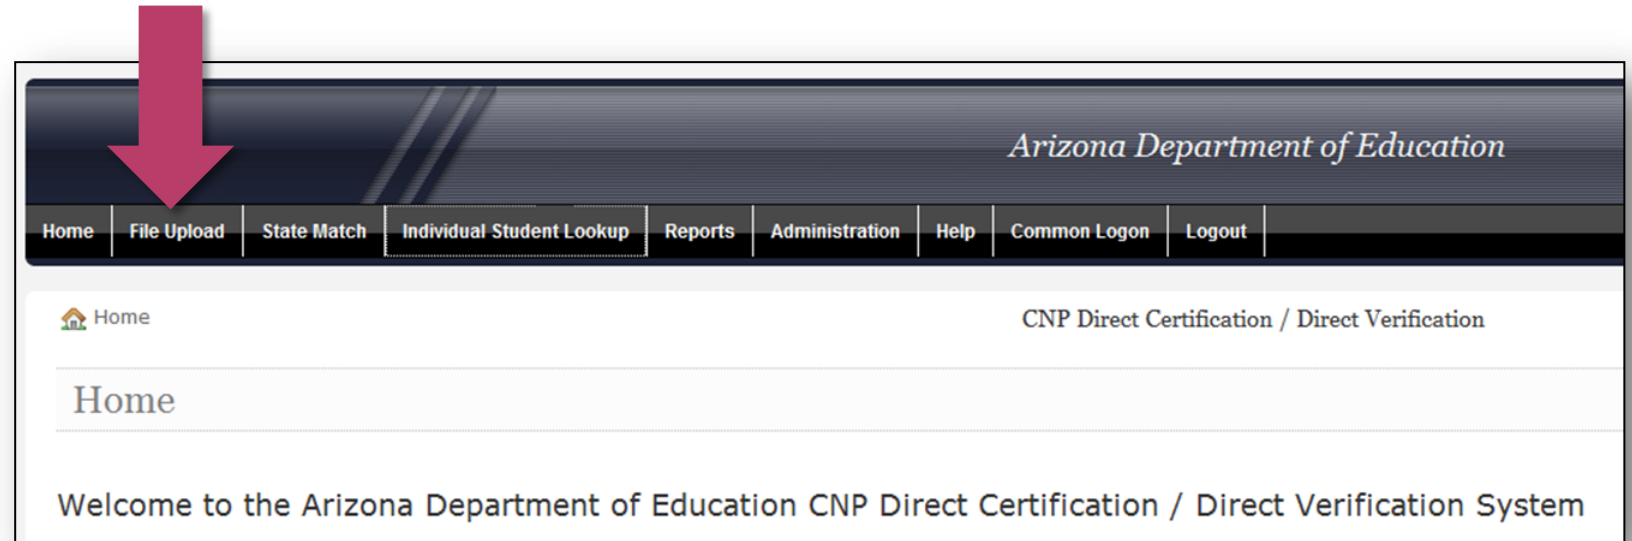 Arizona Department of Education
Home File Upload State Match Individual Student Lookup Reports Administration Help Common Logon Logout
Home CNP Direct Certification / Direct Verification
Home
Welcome to the Arizona Department of Education CNP Direct Certification / Direct Verification System